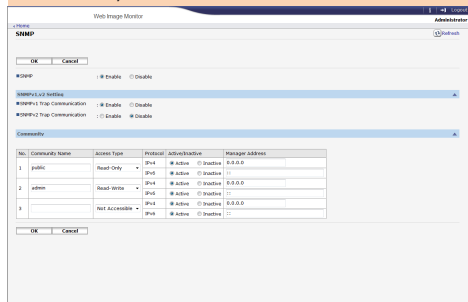 Logout
Web Image Monitor
Administrator
Home
SNMP
Refresh
OK Cancel
SNMP : Enable Disable
SNMPv1,v2 Setting
SNMPv1 Trap Communication : Enable Disable
SNMPv2 Trap Communication : Enable Disable
Community
No. Community Name Access Type Protocol Active/Inactive Manager Address
1 public Read-Only IPv4 Active Inactive 0.0.0.0
IPv6 Active Inactive ::
2 admin Read-Write IPv4 Active Inactive 0.0.0.0
IPv6 Active Inactive ::
3 Not Accessible IPv4 Active Inactive 0.0.0.0
IPv6 Active Inactive ::
OK Cancel